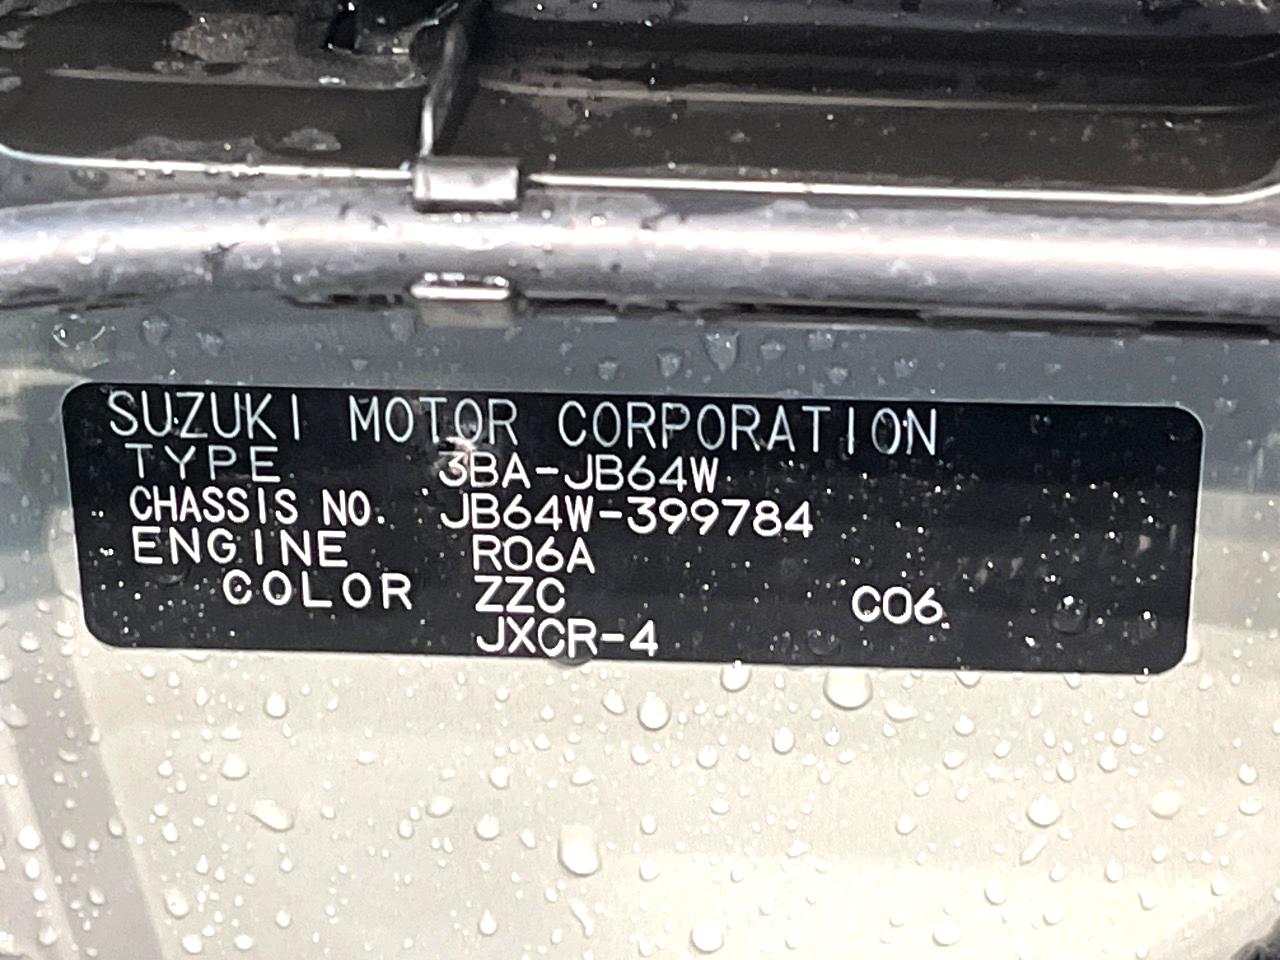 SUZUKI MOTOR CORPORATION
TYPE 3BA-JB64W
CHASSIS NO. JB64W-399784
ENGINE R06A
COLOR ZZC C06
JXCR-4